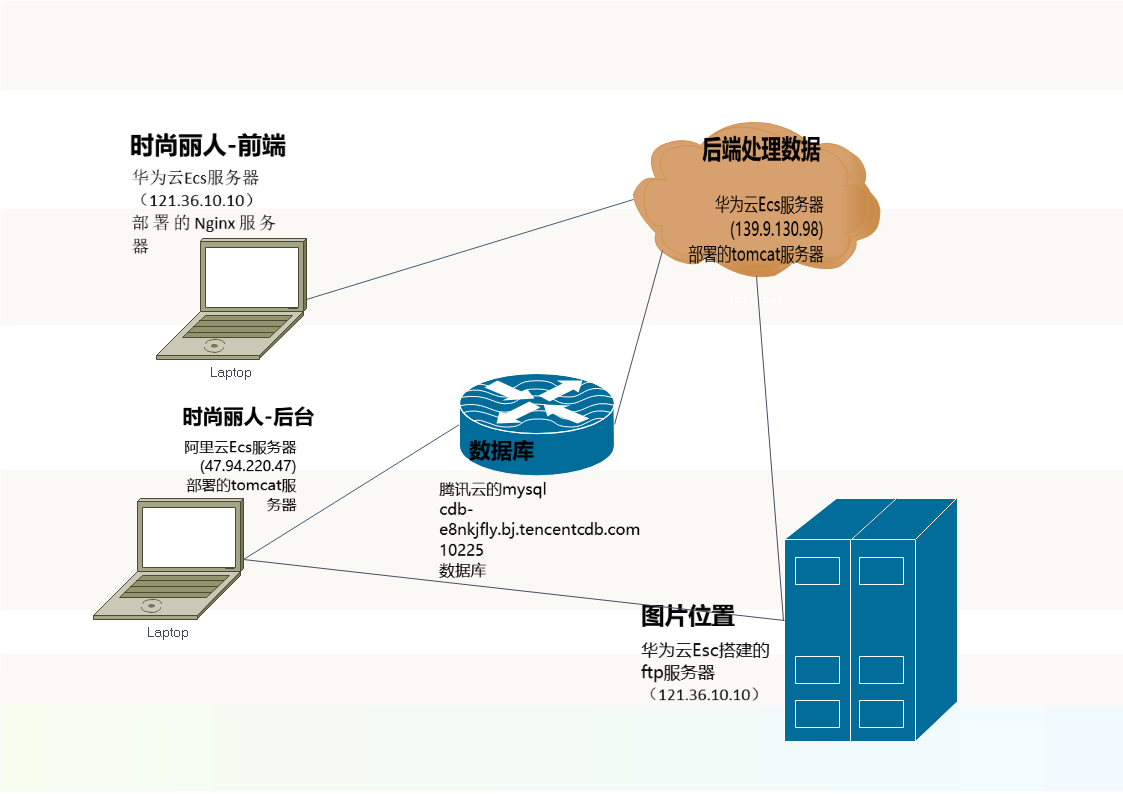 时尚丽人-前端
华为云Ecs服务器
（121.36.10.10）
部署的Nginx服务
器
Laptop
后端处理数据
华为云Ecs服务器
(139.9.130.98)
部署的tomcat服务器
Internet
时尚丽人-后台
阿里云Ecs服务器
(47.94.220.47)
部署的tomcat服
务器
Laptop
数据库
腾讯云的mysql
cdb-
e8nkjfly.bj.tencentcdb.com
10225
数据库
图片位置
华为云Esc搭建的
ftp服务器
（121.36.10.10）